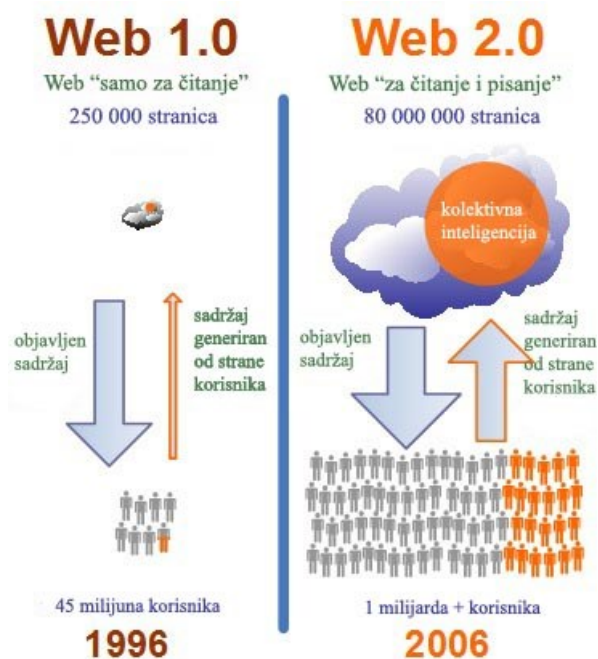 Web 1.0
Web “samo za čitanje”
250 000 stranica
objavljen
sadržaj
sadržaj
generiran
od strane
korisnika
45 milijuna korisnika
1996
Web 2.0
Web “za čitanje i pisanje”
80 000 000 stranica
kolektivna
inteligencija
objavljen
sadržaj
sadržaj
generiran
od strane
korisnika
1 milijarda + korisnika
2006